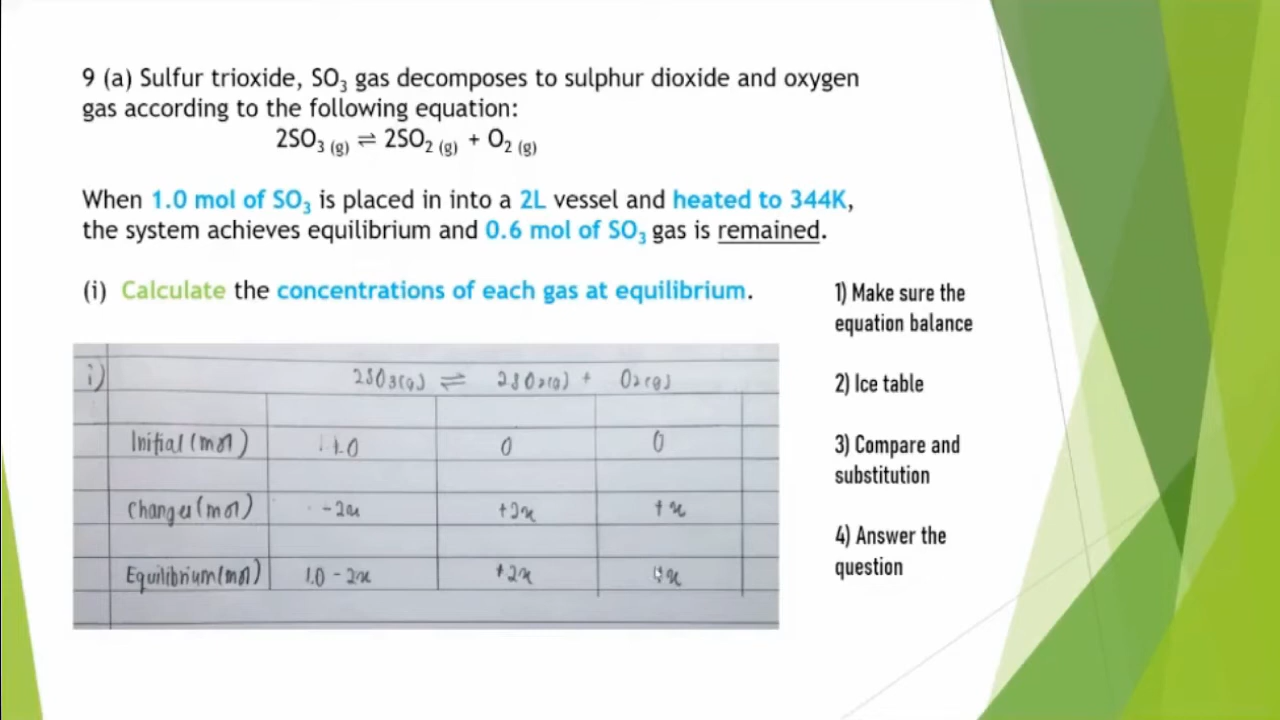 9 (a) Sulfur trioxide, SO₃ gas decomposes to sulphur dioxide and oxygen
gas according to the following equation:
2SO₃ (g) ⇌ 2SO₂ (g) + O₂ (g)
When 1.0 mol of SO₃ is placed in into a 2L vessel and heated to 344K,
the system achieves equilibrium and 0.6 mol of SO₃ gas is remained.
(i) Calculate the concentrations of each gas at equilibrium.
1) Make sure the
equation balance
2) Ice table
3) Compare and
substitution
4) Answer the
question
i) 2SO₃(g) ⇌ 2SO₂(g) + O₂(g)
Initial (mol) 1.0 0 0
Changes (mol) -2x +2x +x
Equilibrium (mol) 1.0 - 2x +2x +x